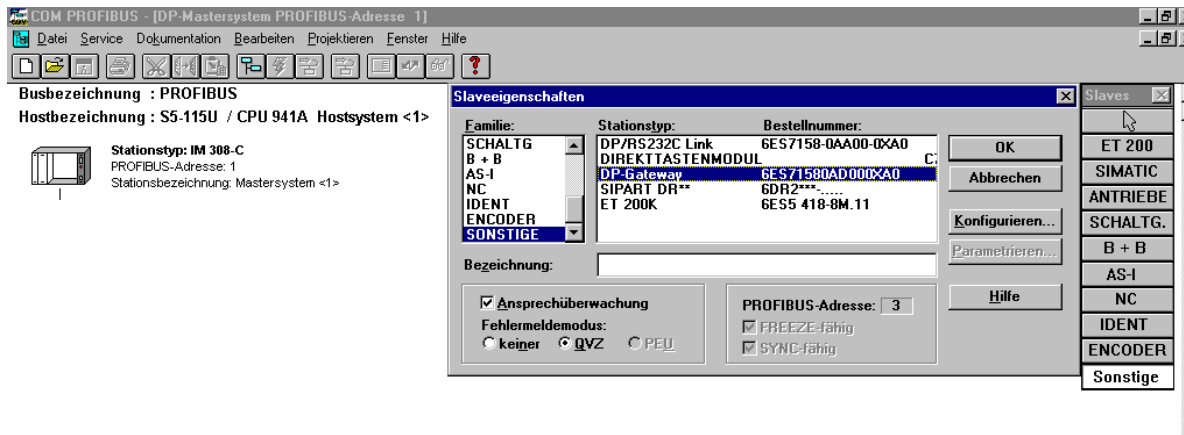 COM PROFIBUS - [DP-Mastersystem PROFIBUS-Adresse 1]
Datei Service Dokumentation Bearbeiten Projektieren Fenster Hilfe
Busbezeichnung : PROFIBUS
Hostbezeichnung : S5-115U / CPU 941A Hostsystem <1>
Stationstyp: IM 308-C
PROFIBUS-Adresse: 1
Stationsbezeichnung: Mastersystem <1>
Slaveeigenschaften
Familie: Stationstyp: Bestellnummer:
SCHALTG
B + B
AS-I
NC
IDENT
ENCODER
SONSTIGE
DP/RS232C Link 6ES7158-0AA00-0XA0
DIREKTTASTENMODUL C7
DP-Gateway 6ES71580AD000XA0
SIPART DR** 6DR2***-.....
ET 200K 6ES5 418-8M.11
Bezeichnung:
Ansprechüberwachung
Fehlermeldemodus:
keiner QVZ PEU
PROFIBUS-Adresse: 3
FREEZE-fähig
SYNC-fähig
OK
Abbrechen
Konfigurieren...
Parametrieren...
Hilfe
Slaves
ET 200
SIMATIC
ANTRIEBE
SCHALTG.
B + B
AS-I
NC
IDENT
ENCODER
Sonstige